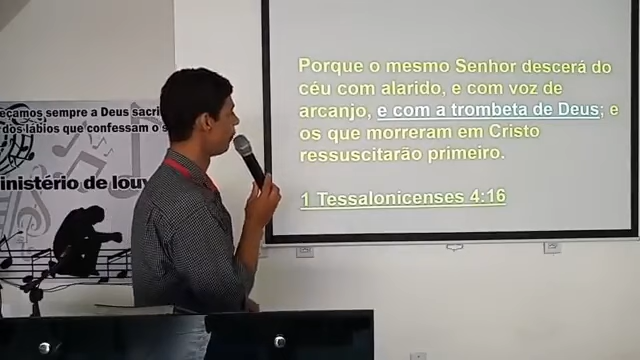 Porque o mesmo Senhor descerá do
céu com alarido, e com voz de
arcanjo, e com a trombeta de Deus; e
os que morreram em Cristo
ressuscitarão primeiro.
1 Tessalonicenses 4:16
eçamos sempre a Deus sacri
dos lábios que confessam o s
inistério de louv